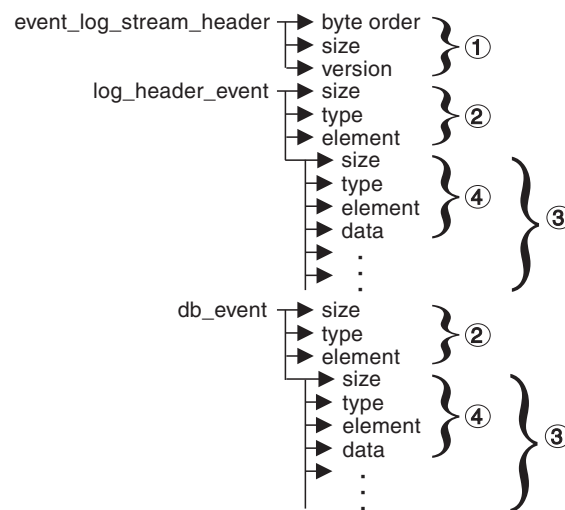 event_log_stream_header byte order
size ①
version
log_header_event size
type ②
element
size
type ④
element ③
data
.
.
.
db_event size
type ②
element
size
type ④
element ③
data
.
.
.